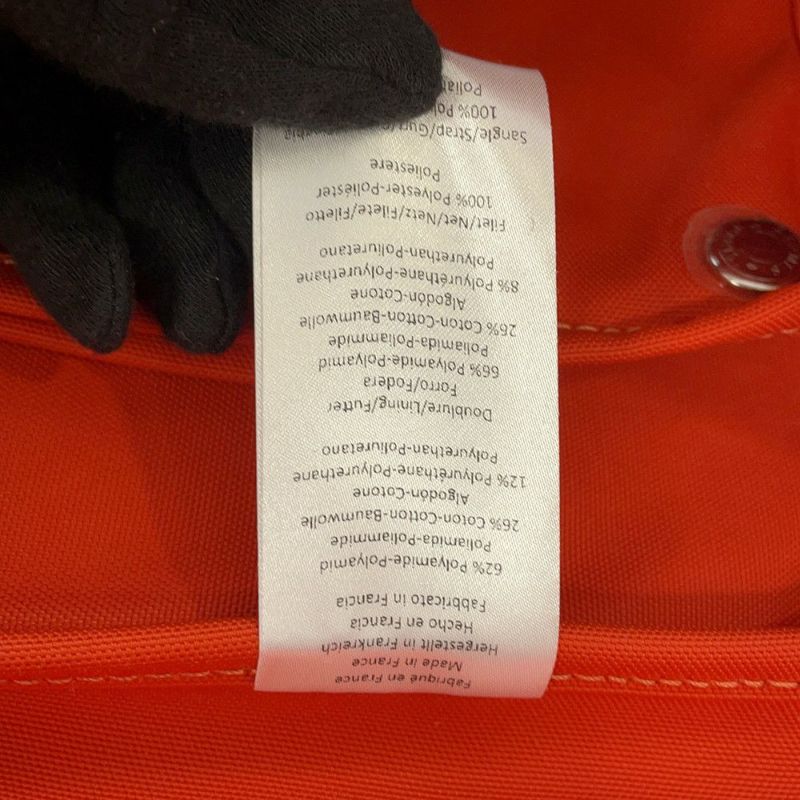 Fabriqué en France
Made in France
Hergestellt in Frankreich
Hecho en Francia
Fabbricato in Francia
62% Polyamide-Polyamid
Poliamida-Poliammide
26% Coton-Cotton-Baumwolle
Algodón-Cotone
12% Polyuréthane-Polyurethane
Polyurethan-Poliuretano
Doublure/Lining/Futter
Forro/Fodera
66% Polyamide-Polyamid
Poliamida-Poliammide
26% Coton-Cotton-Baumwolle
Algodón-Cotone
8% Polyuréthane-Polyurethane
Polyurethan-Poliuretano
Filet/Net/Netz/Filete/Filetto
100% Polyester-Poliéster
Poliestere
Sangle/Strap/Gurt/
100%